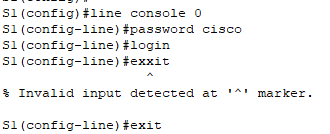 S1(config)#line console 0
S1(config-line)#password cisco
S1(config-line)#login
S1(config-line)#exxit
^
% Invalid input detected at '^' marker.
S1(config-line)#exit